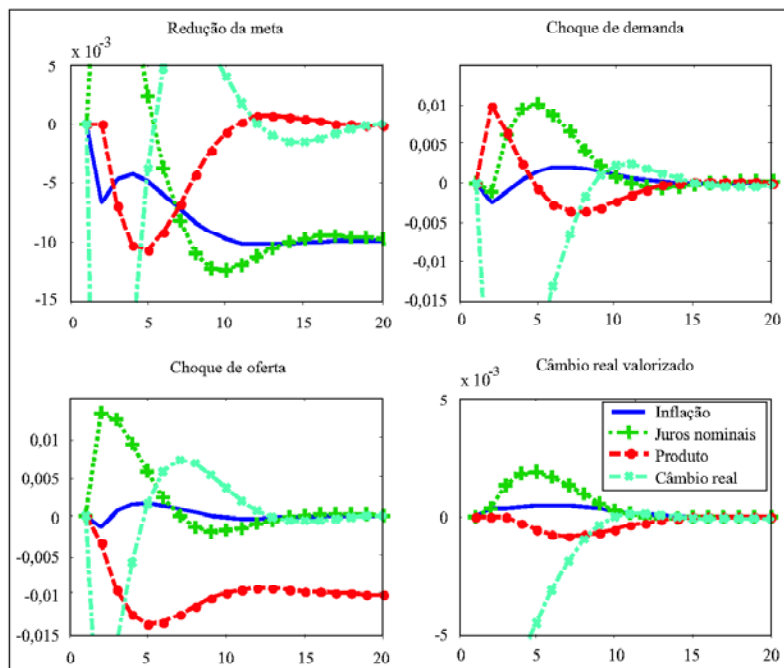 Redução da meta
x 10⁻³
5
0
-5
-10
-15
0 5 10 15 20
Choque de demanda
0,01
0,005
0
-0,005
-0,01
-0,015
0 5 10 15 20
Choque de oferta
0,01
0,005
0
-0,005
-0,01
-0,015
0 5 10 15 20
Câmbio real valorizado
x 10⁻³
5
0
-5
0 5 10 15 20
Inflação
Juros nominais
Produto
Câmbio real